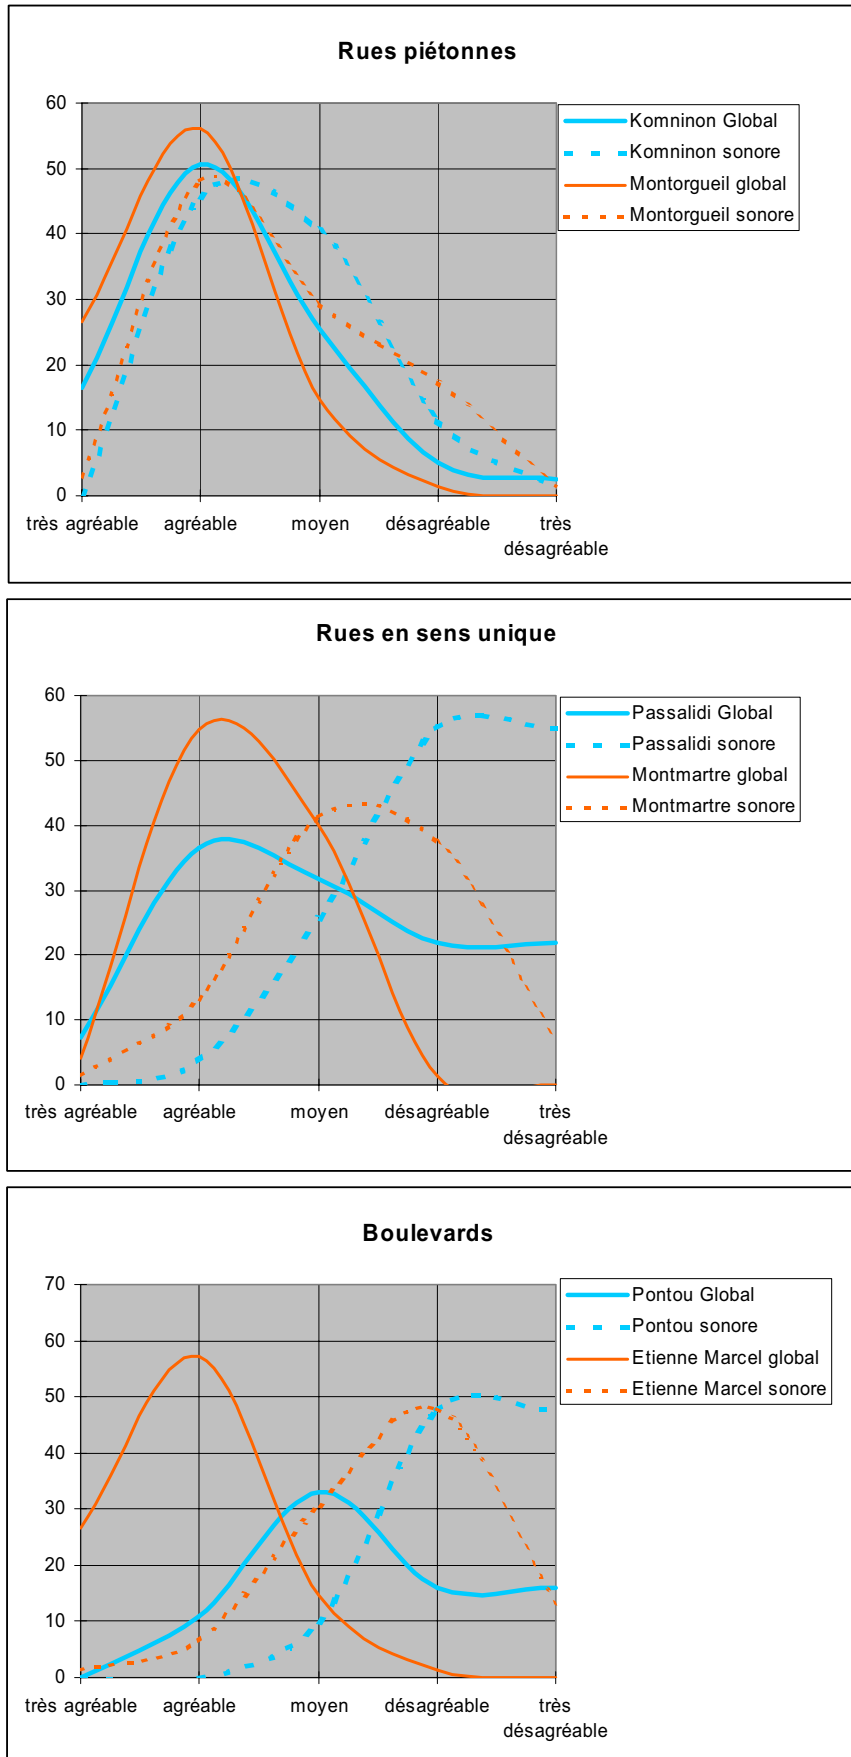 Rues piétonnes
60
50
40
30
20
10
0
très agréable
agréable
moyen
désagréable
très
désagréable
Komninon Global
Komninon sonore
Montorgueil global
Montorgueil sonore
Rues en sens unique
60
50
40
30
20
10
0
très agréable
agréable
moyen
désagréable
très
désagréable
Passalidi Global
Passalidi sonore
Montmartre global
Montmartre sonore
Boulevards
70
60
50
40
30
20
10
0
très agréable
agréable
moyen
désagréable
très
désagréable
Pontou Global
Pontou sonore
Etienne Marcel global
Etienne Marcel sonore